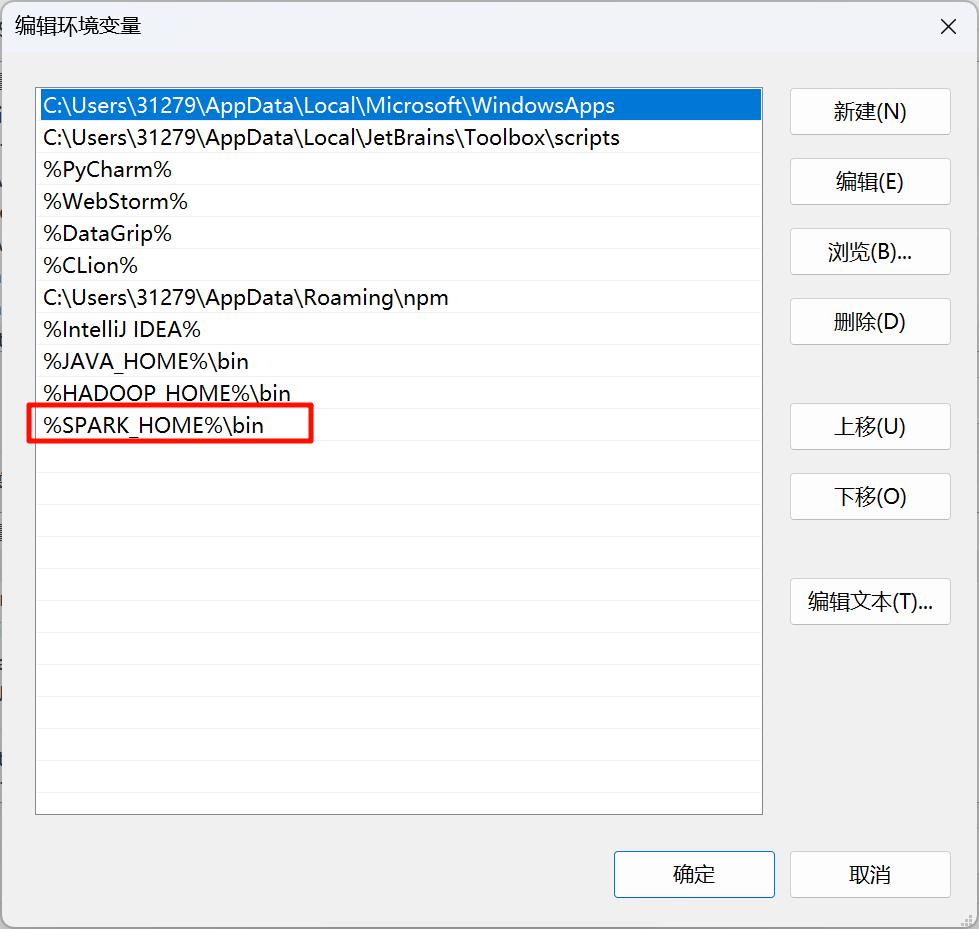 编辑环境变量
C:\Users\31279\AppData\Local\Microsoft\WindowsApps
C:\Users\31279\AppData\Local\JetBrains\Toolbox\scripts
%PyCharm%
%WebStorm%
%DataGrip%
%CLion%
C:\Users\31279\AppData\Roaming\npm
%IntelliJ IDEA%
%JAVA_HOME%\bin
%HADOOP_HOME%\bin
%SPARK_HOME%\bin
新建(N)
编辑(E)
浏览(B)...
删除(D)
上移(U)
下移(O)
编辑文本(T)...
确定
取消